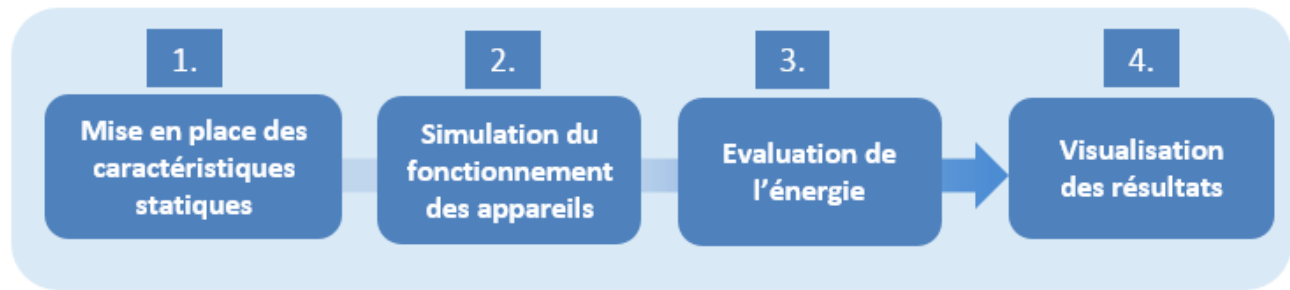 1.
Mise en place des
caractéristiques
statiques
2.
Simulation du
fonctionnement
des appareils
3.
Evaluation de
l'énergie
4.
Visualisation
des résultats